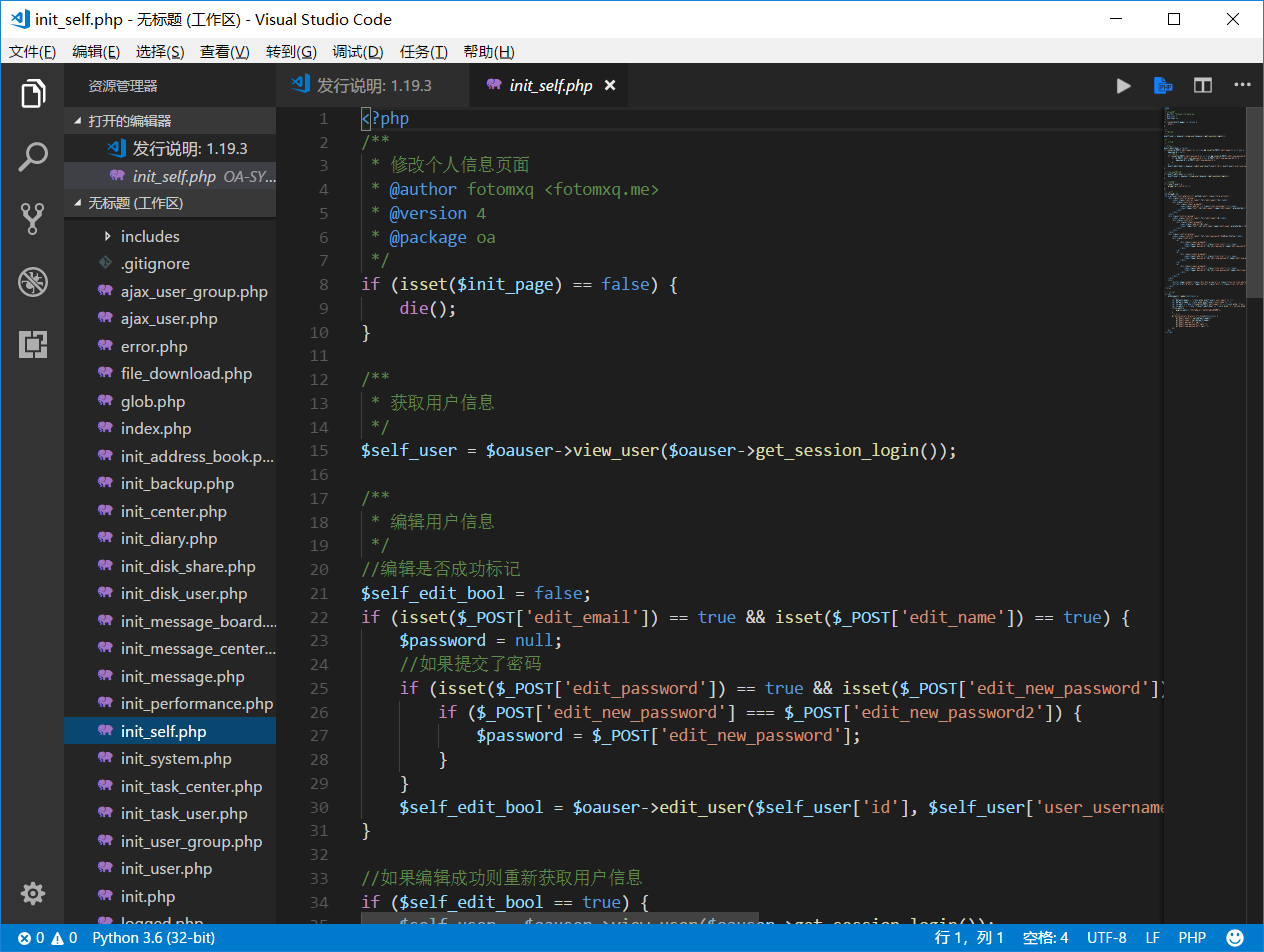 init_self.php - 无标题 (工作区) - Visual Studio Code
文件(F) 编辑(E) 选择(S) 查看(V) 转到(G) 调试(D) 任务(T) 帮助(H)
资源管理器
打开的编辑器
发行说明: 1.19.3
init_self.php OA-SY...
无标题 (工作区)
includes
.gitignore
ajax_user_group.php
ajax_user.php
error.php
file_download.php
glob.php
index.php
init_address_book.p...
init_backup.php
init_center.php
init_diary.php
init_disk_share.php
init_disk_user.php
init_message_board....
init_message_center...
init_message.php
init_performance.php
init_self.php
init_system.php
init_task_center.php
init_task_user.php
init_user_group.php
init_user.php
init.php
logged.php
发行说明: 1.19.3
init_self.php
1 <?php
2 /**
3  * 修改个人信息页面
4  * @author fotomxq <fotomxq.me>
5  * @version 4
6  * @package oa
7  */
8 if (isset($init_page) == false) {
9     die();
10 }
11
12 /**
13  * 获取用户信息
14  */
15 $self_user = $oauser->view_user($oauser->get_session_login());
16
17 /**
18  * 编辑用户信息
19  */
20 //编辑是否成功标记
21 $self_edit_bool = false;
22 if (isset($_POST['edit_email']) == true && isset($_POST['edit_name']) == true) {
23     $password = null;
24     //如果提交了密码
25     if (isset($_POST['edit_password']) == true && isset($_POST['edit_new_password'])
26         if ($_POST['edit_new_password'] === $_POST['edit_new_password2']) {
27             $password = $_POST['edit_new_password'];
28         }
29     }
30     $self_edit_bool = $oauser->edit_user($self_user['id'], $self_user['user_username
31 }
32
33 //如果编辑成功则重新获取用户信息
34 if ($self_edit_bool == true) {
35     $self_user = $oauser->view_user($oauser->get_session_login());
0 0 Python 3.6 (32-bit)
行 1，列 1 空格: 4 UTF-8 LF PHP